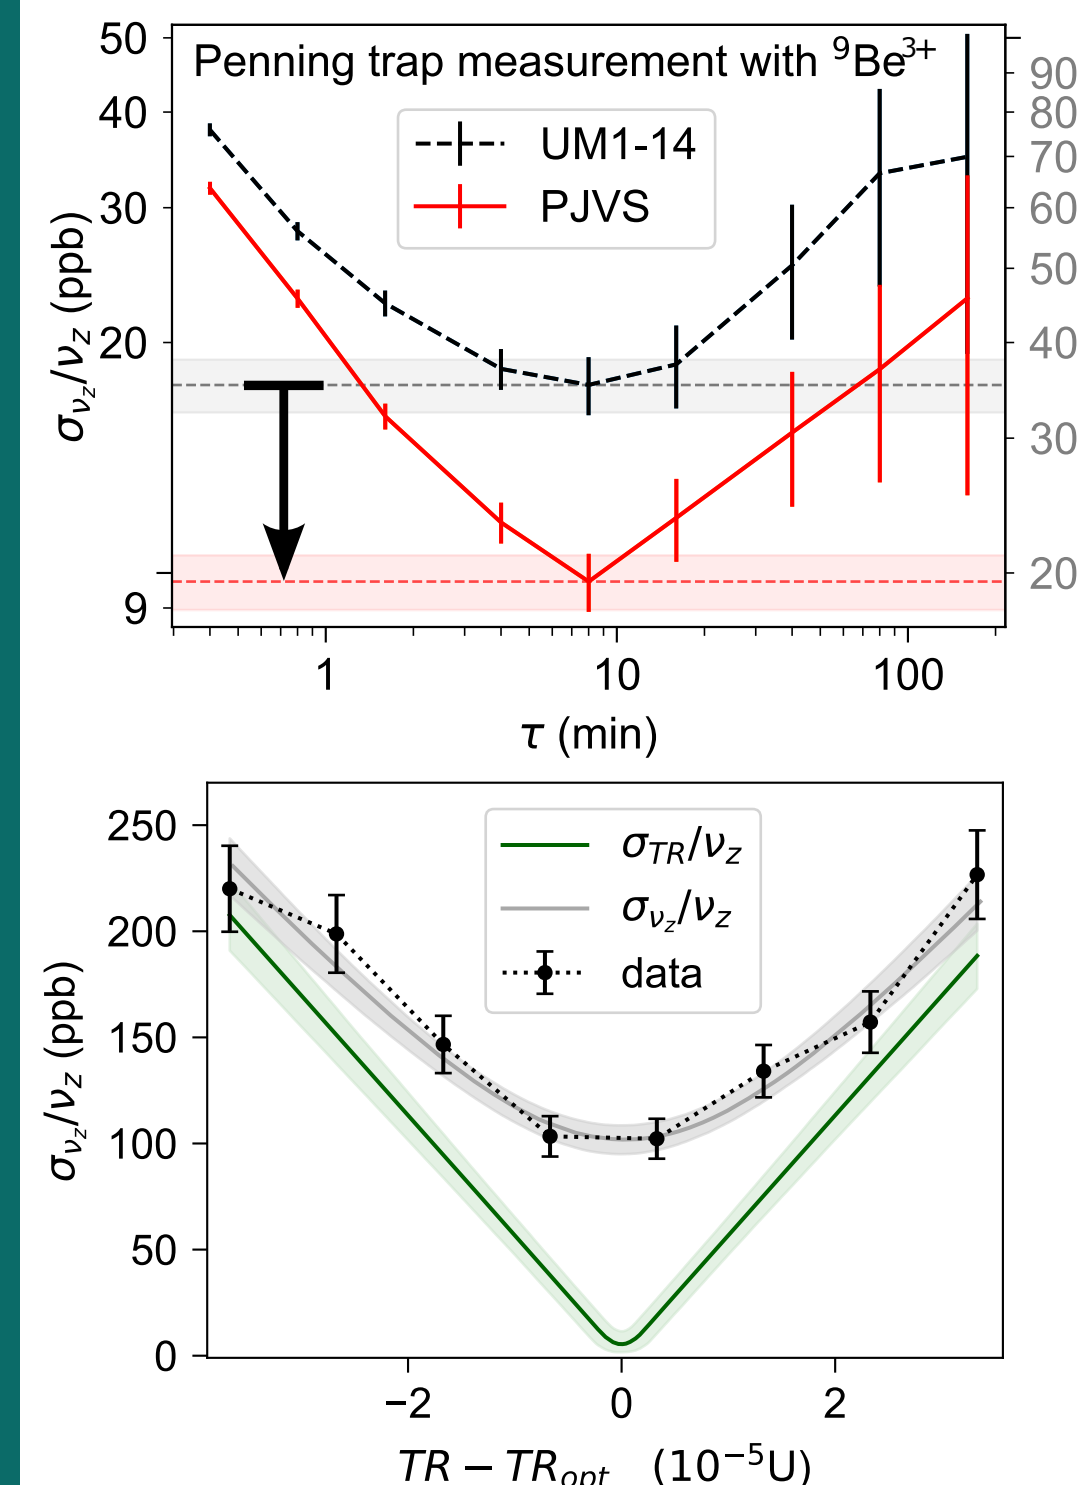 Penning trap measurement with ⁹Be³⁺
UM1-14
PJVS
σνz/νz (ppb)
50
40
30
20
9
90
80
70
60
50
40
30
20
1 10 100
τ (min)
σTR/νz
σνz/νz
data
σνz/νz (ppb)
250
200
150
100
50
0
−2 0 2
TR − TRopt (10⁻⁵U)